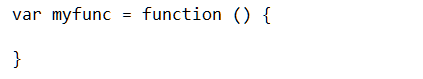 var myfunc = function () {
}